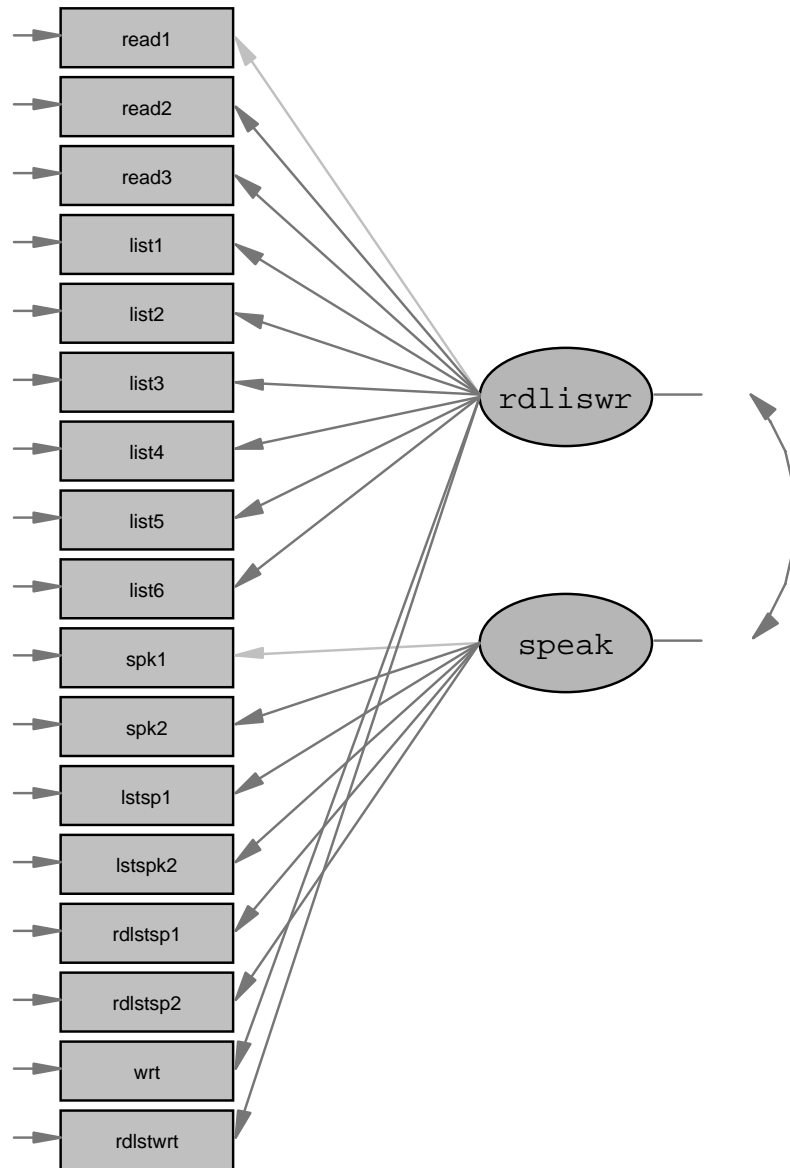 read1
read2
read3
list1
list2
list3
list4
list5
list6
spk1
spk2
lstsp1
lstspk2
rdlstsp1
rdlstsp2
wrt
rdlstwrt
rdliswr
speak